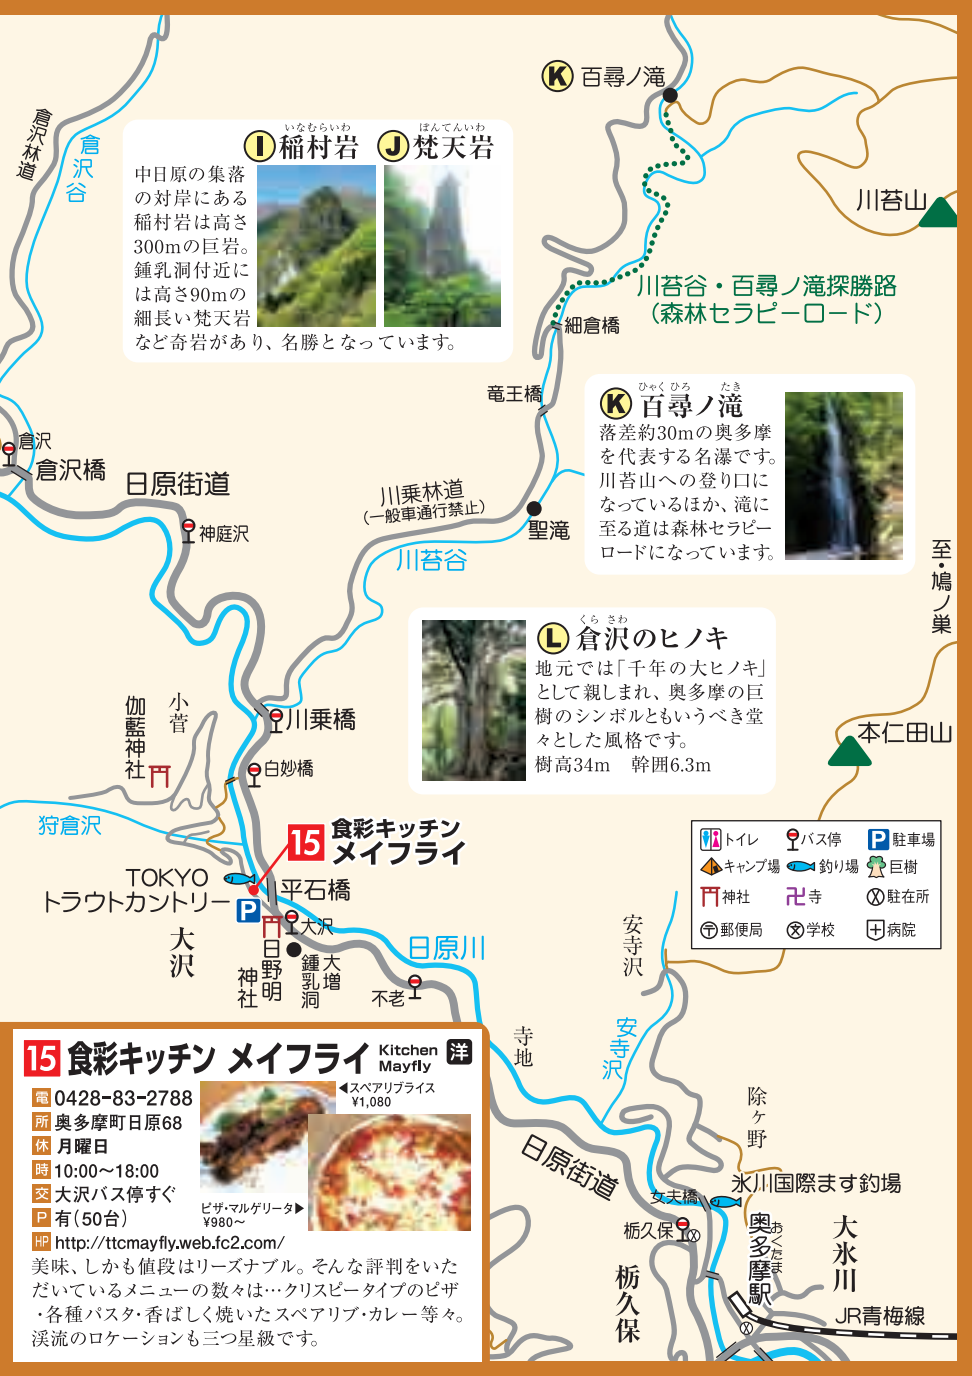 倉沢林道
倉沢谷
K 百尋ノ滝
川苔山
いなむらいわ
I 稲村岩
ぼんてんいわ
J 梵天岩
中日原の集落
の対岸にある
稲村岩は高さ
300mの巨岩。
鍾乳洞付近に
は高さ90mの
細長い梵天岩
など奇岩があり、名勝となっています。
川苔谷・百尋ノ滝探勝路
(森林セラピーロード)
細倉橋
竜王橋
ひゃくひろ たき
K 百尋ノ滝
落差約30mの奥多摩
を代表する名瀑です。
川苔山への登り口に
なっているほか、滝に
至る道は森林セラピー
ロードになっています。
倉沢
倉沢橋
日原街道
神庭沢
川乗林道
(一般車通行禁止)
聖滝
川苔谷
至・鳩ノ巣
くらさわ
L 倉沢のヒノキ
地元では「千年の大ヒノキ」
として親しまれ、奥多摩の巨
樹のシンボルともいうべき堂
々とした風格です。
樹高34m 幹囲6.3m
小菅
伽藍神社
川乗橋
白妙橋
本仁田山
狩倉沢
15 食彩キッチン
メイフライ
TOKYO
トラウトカントリー
P
平石橋
大沢
大沢
日野明神社
大増鍾乳洞
日原川
不老
トイレ
バス停
P 駐車場
キャンプ場
釣り場
巨樹
神社
寺
駐在所
郵便局
学校
病院
安寺沢
安寺沢
寺地
除ヶ野
日原街道
女夫橋
氷川国際ます釣場
栃久保
栃久保
奥多摩駅
おくたま
大氷川
JR青梅線
15 食彩キッチン メイフライ Kitchen Mayfly 洋
電 0428-83-2788
所 奥多摩町日原68
休 月曜日
時 10:00〜18:00
交 大沢バス停すぐ
P 有(50台)
HP http://ttcmayfly.web.fc2.com/
◀スペアリブライス
¥1,080
ピザ・マルゲリータ▶
¥980〜
美味、しかも値段はリーズナブル。そんな評判をいた
だいているメニューの数々は…クリスピータイプのピザ
・各種パスタ・香ばしく焼いたスペアリブ・カレー等々。
渓流のロケーションも三つ星級です。